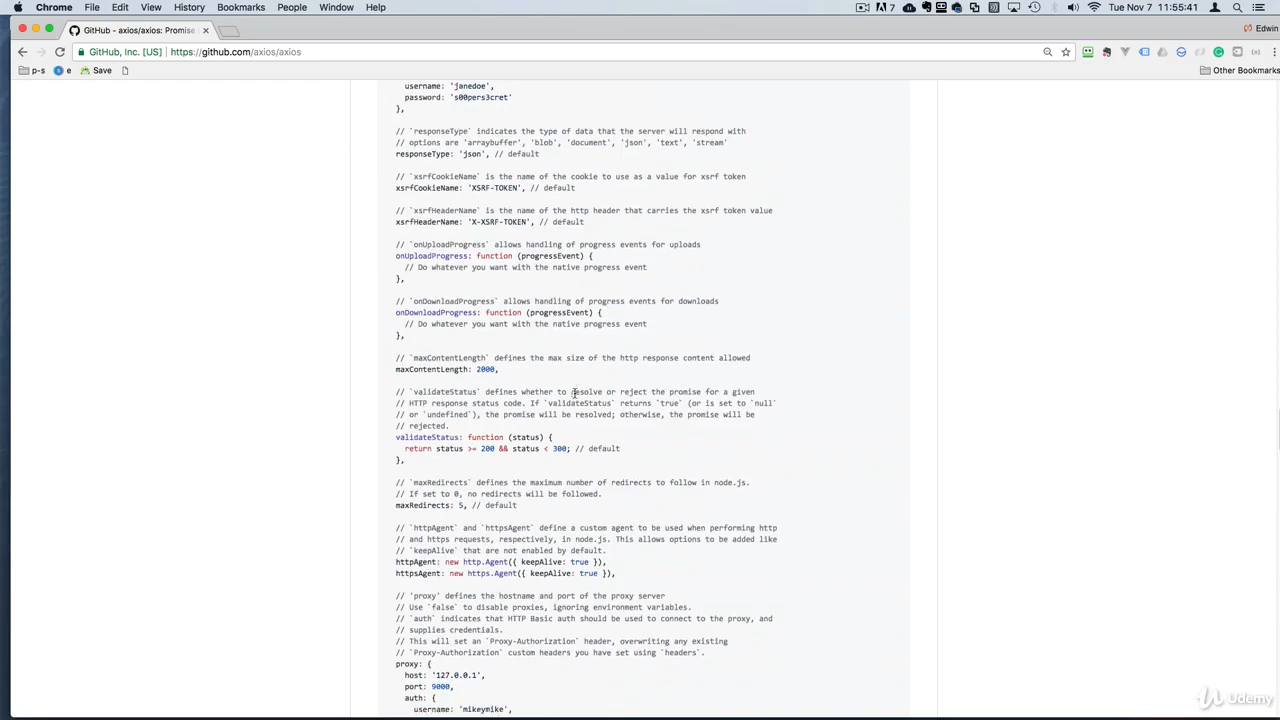 Chrome File Edit View History Bookmarks People Window Help
7 Tue Nov 7 11:55:41
GitHub - axios/axios: Promise
Edwin
GitHub, Inc. [US] https://github.com/axios/axios
p-s e Save Other Bookmarks
username: 'janedoe',
password: 's00pers3cret'
},
// `responseType` indicates the type of data that the server will respond with
// options are 'arraybuffer', 'blob', 'document', 'json', 'text', 'stream'
responseType: 'json', // default
// `xsrfCookieName` is the name of the cookie to use as a value for xsrf token
xsrfCookieName: 'XSRF-TOKEN', // default
// `xsrfHeaderName` is the name of the http header that carries the xsrf token value
xsrfHeaderName: 'X-XSRF-TOKEN', // default
// `onUploadProgress` allows handling of progress events for uploads
onUploadProgress: function (progressEvent) {
// Do whatever you want with the native progress event
},
// `onDownloadProgress` allows handling of progress events for downloads
onDownloadProgress: function (progressEvent) {
// Do whatever you want with the native progress event
},
// `maxContentLength` defines the max size of the http response content allowed
maxContentLength: 2000,
// `validateStatus` defines whether to resolve or reject the promise for a given
// HTTP response status code. If `validateStatus` returns `true` (or is set to `null`
// or `undefined`), the promise will be resolved; otherwise, the promise will be
// rejected.
validateStatus: function (status) {
return status >= 200 && status < 300; // default
},
// `maxRedirects` defines the maximum number of redirects to follow in node.js.
// If set to 0, no redirects will be followed.
maxRedirects: 5, // default
// `httpAgent` and `httpsAgent` define a custom agent to be used when performing http
// and https requests, respectively, in node.js. This allows options to be added like
// `keepAlive` that are not enabled by default.
httpAgent: new http.Agent({ keepAlive: true }),
httpsAgent: new https.Agent({ keepAlive: true }),
// 'proxy' defines the hostname and port of the proxy server
// Use `false` to disable proxies, ignoring environment variables.
// `auth` indicates that HTTP Basic auth should be used to connect to the proxy, and
// supplies credentials.
// This will set an `Proxy-Authorization` header, overwriting any existing
// `Proxy-Authorization` custom headers you have set using `headers`.
proxy: {
host: '127.0.0.1',
port: 9000,
auth: {
username: 'mikeymike',
Udemy